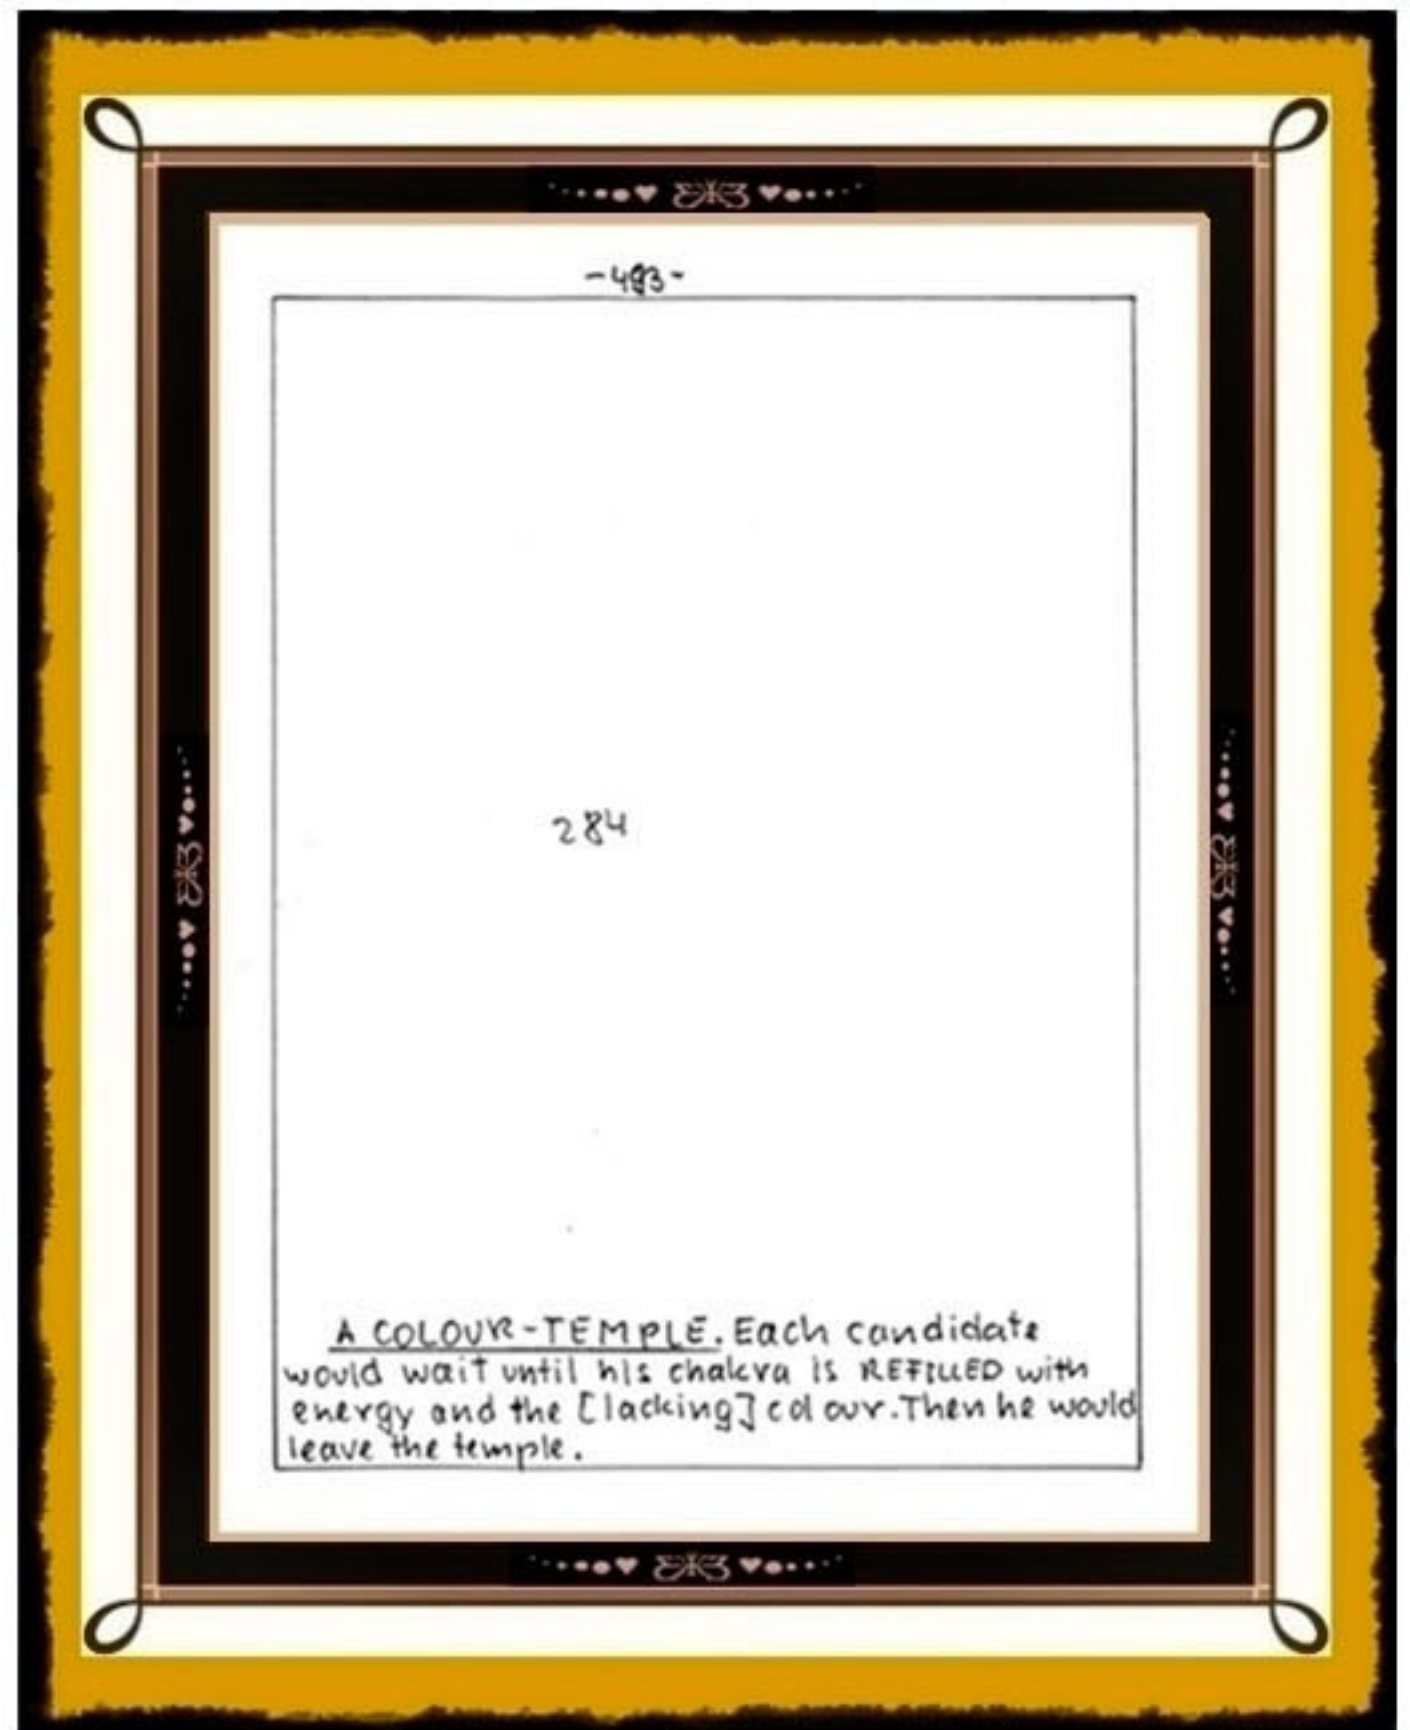 -493-
284
A COLOUR-TEMPLE. Each candidate
would wait until his chakra is REFILLED with
energy and the [lacking] colour. Then he would
leave the temple.